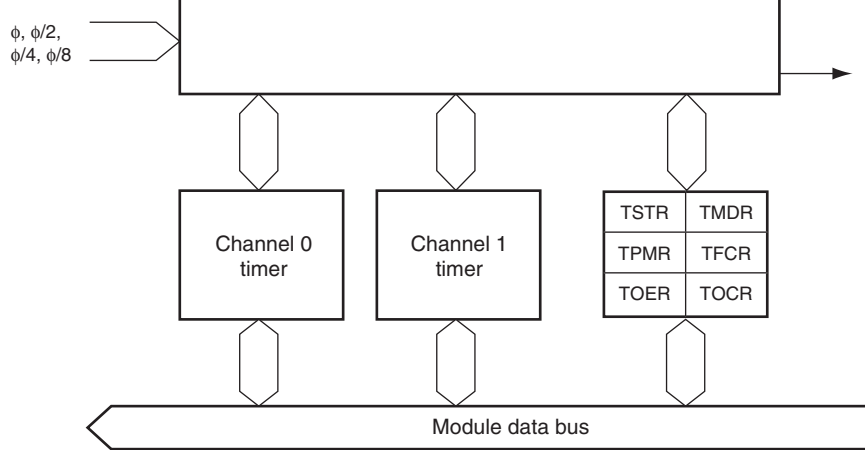 ϕ, ϕ/2,
ϕ/4, ϕ/8
Channel 0
timer
Channel 1
timer
TSTR TMDR
TPMR TFCR
TOER TOCR
Module data bus